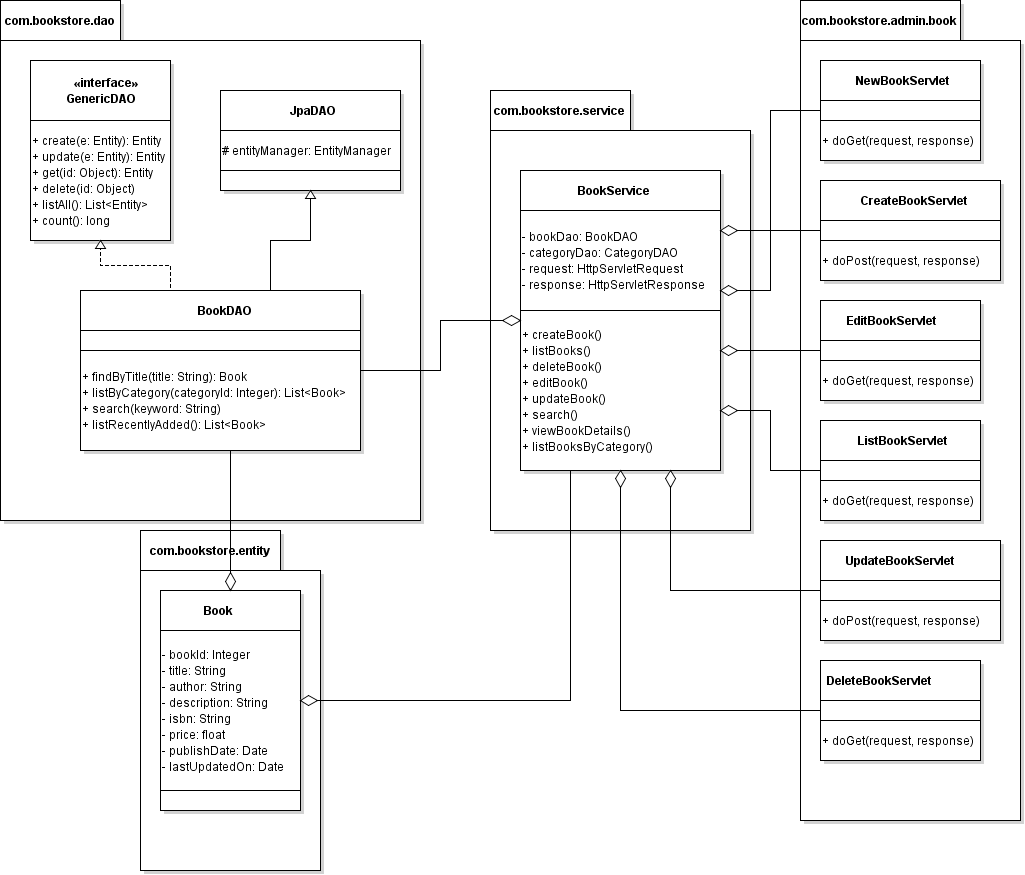 com.bookstore.dao
«interface»
GenericDAO
+ create(e: Entity): Entity
+ update(e: Entity): Entity
+ get(id: Object): Entity
+ delete(id: Object)
+ listAll(): List<Entity>
+ count(): long
JpaDAO
# entityManager: EntityManager
BookDAO
+ findByTitle(title: String): Book
+ listByCategory(categoryId: Integer): List<Book>
+ search(keyword: String)
+ listRecentlyAdded(): List<Book>
com.bookstore.entity
Book
- bookId: Integer
- title: String
- author: String
- description: String
- isbn: String
- price: float
- publishDate: Date
- lastUpdatedOn: Date
com.bookstore.service
BookService
- bookDao: BookDAO
- categoryDao: CategoryDAO
- request: HttpServletRequest
- response: HttpServletResponse
+ createBook()
+ listBooks()
+ deleteBook()
+ editBook()
+ updateBook()
+ search()
+ viewBookDetails()
+ listBooksByCategory()
com.bookstore.admin.book
NewBookServlet
+ doGet(request, response)
CreateBookServlet
+ doPost(request, response)
EditBookServlet
+ doGet(request, response)
ListBookServlet
+ doGet(request, response)
UpdateBookServlet
+ doPost(request, response)
DeleteBookServlet
+ doGet(request, response)